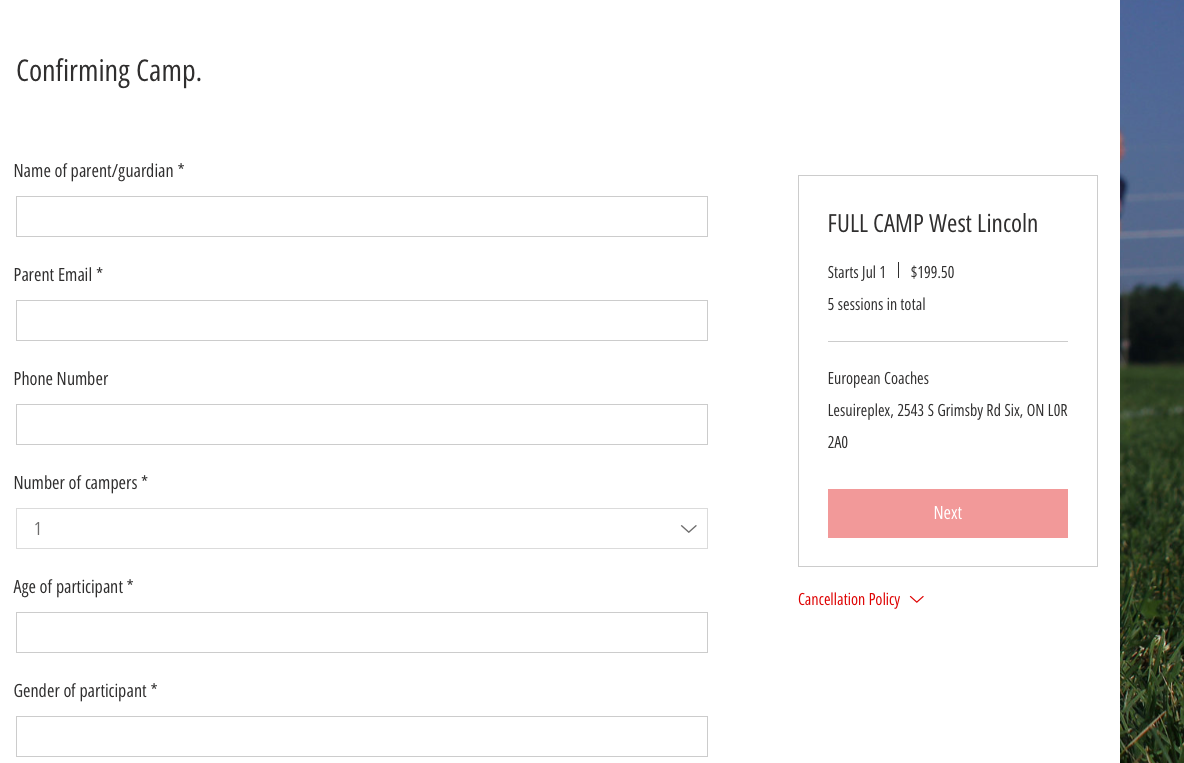 Confirming Camp.
Name of parent/guardian *
Parent Email *
Phone Number
Number of campers *
1
Age of participant *
Gender of participant *
FULL CAMP West Lincoln
Starts Jul 1 | $199.50
5 sessions in total
European Coaches
Lesuireplex, 2543 S Grimsby Rd Six, ON L0R
2A0
Next
Cancellation Policy